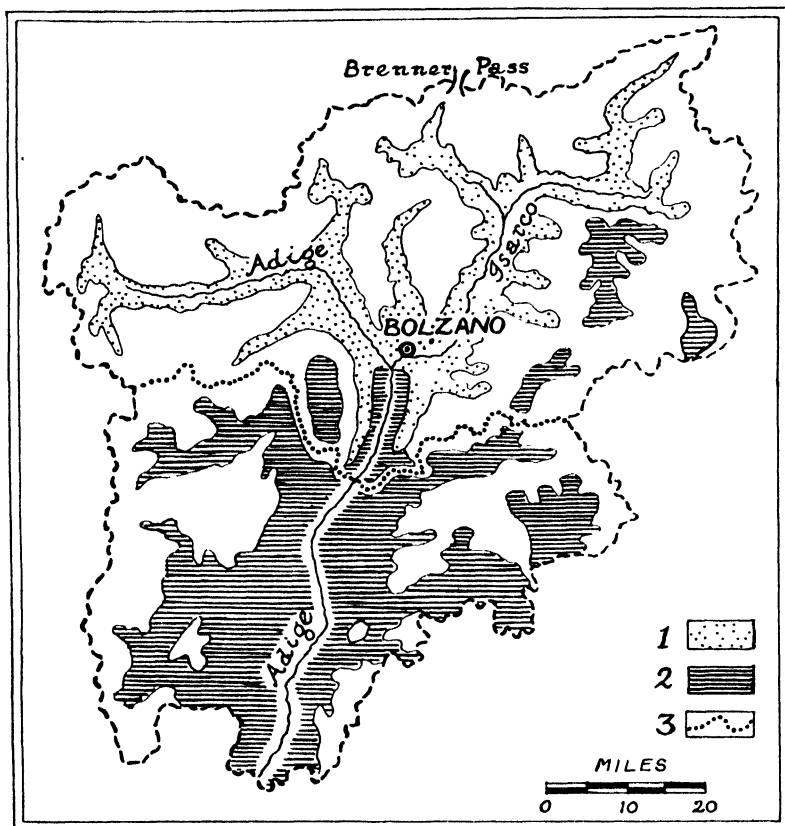 Brenner Pass
Adige
Isarco
BOLZANO
Adige
1
2
3
MILES
0 10 20